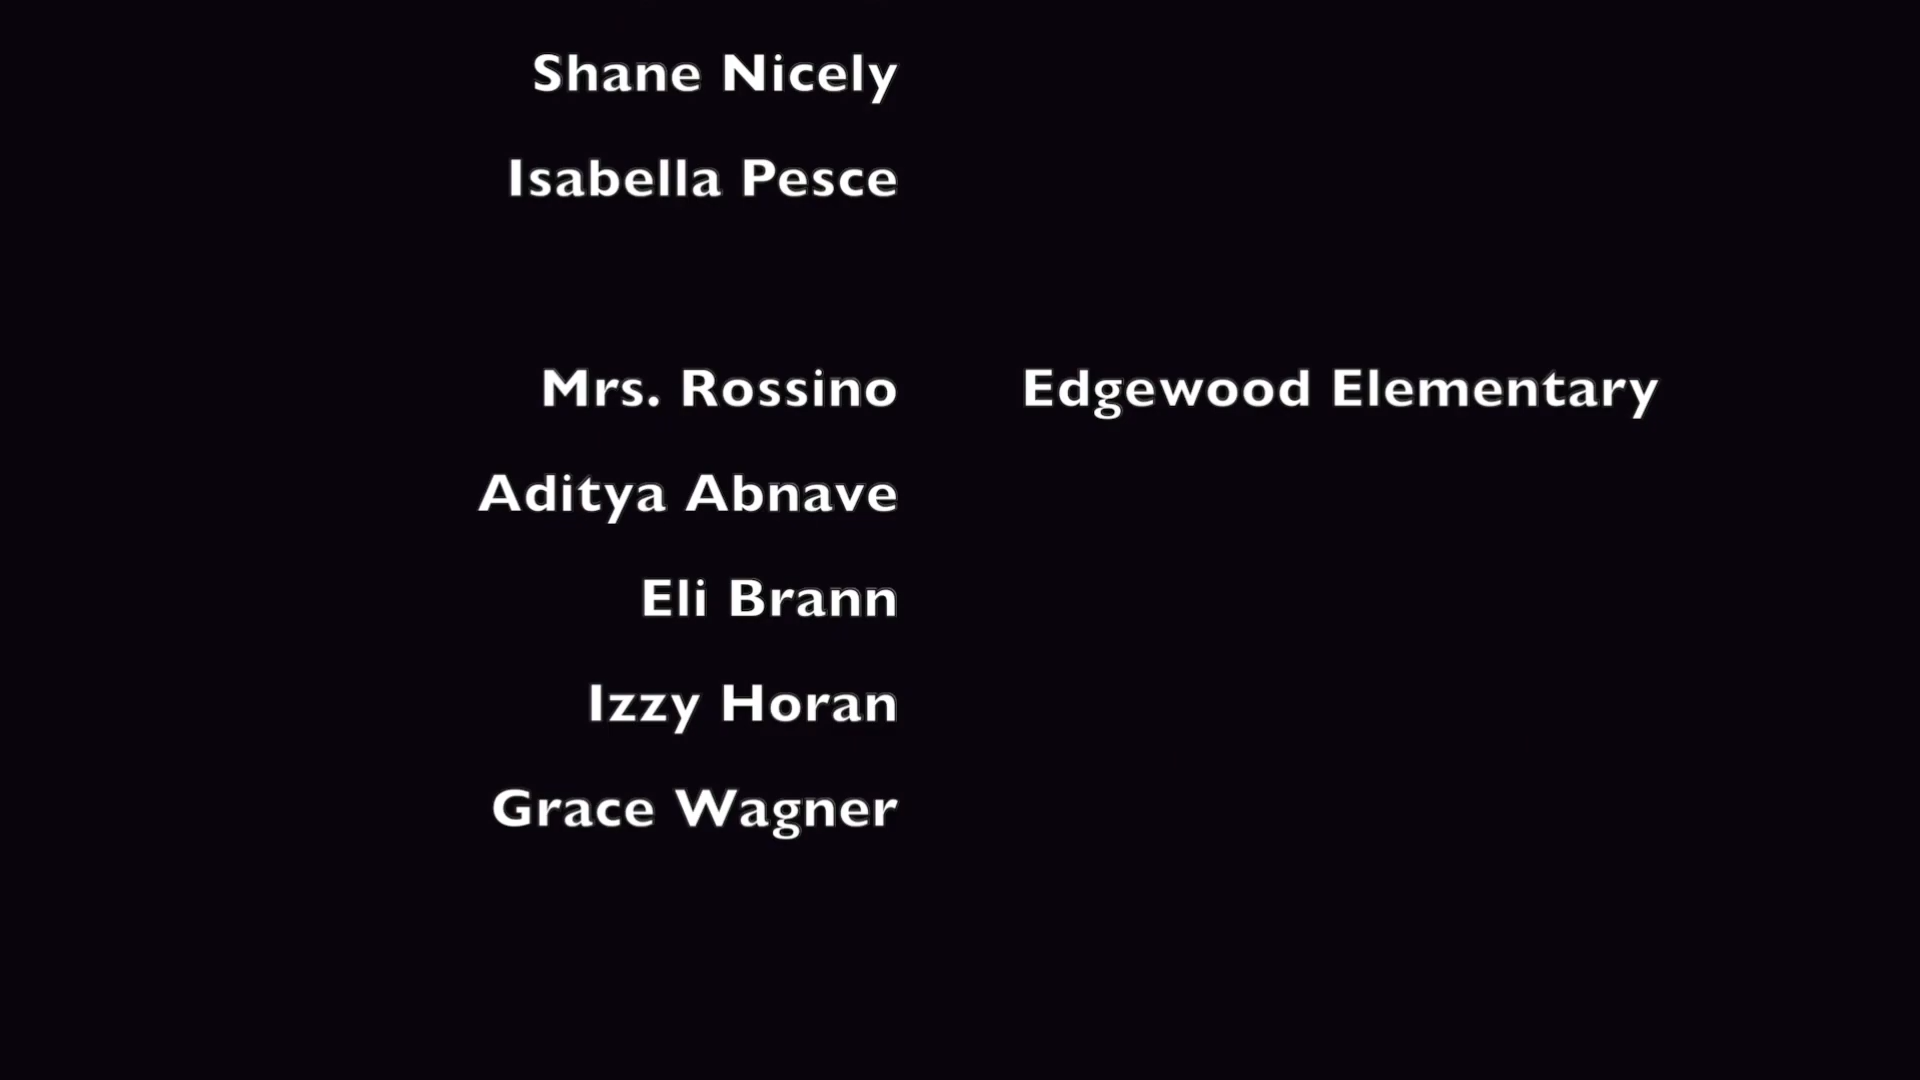 Shane Nicely
Isabella Pesce
Mrs. Rossino Edgewood Elementary
Aditya Abnave
Eli Brann
Izzy Horan
Grace Wagner